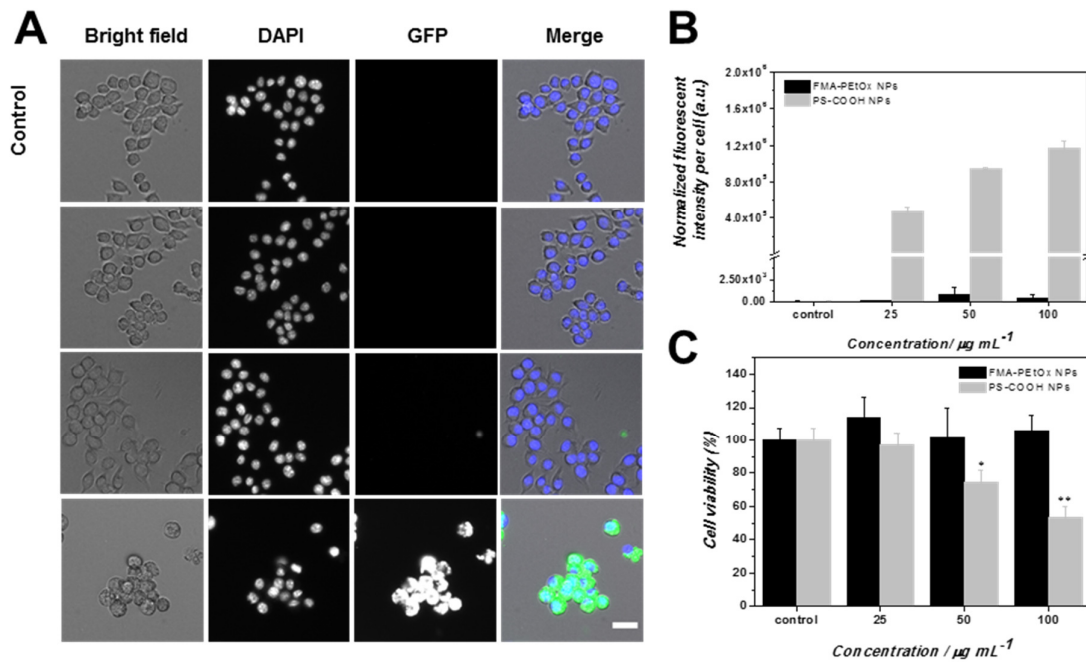 A
Bright field DAPI GFP Merge
Control
B
Normalized fluorescent
intensity per cell (a.u.)
2.0x10⁶
1.6x10⁶
1.2x10⁶
8.0x10⁵
4.0x10⁵
2.50x10³
0.00
FMA-PEtOx NPs
PS-COOH NPs
control 25 50 100
Concentration/ µg mL⁻¹
C
Cell viability (%)
140
120
100
80
60
40
20
0
FMA-PEtOx NPs
PS-COOH NPs
*
**
control 25 50 100
Concentration / µg mL⁻¹